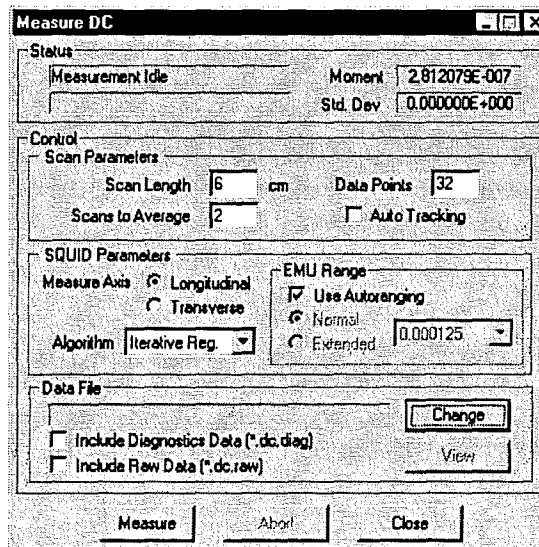 Measure DC
Status
Measurement Idle
Moment 2.812079E-007
Std. Dev 0.000000E+000
Control
Scan Parameters
Scan Length 6 cm Data Points 32
Scans to Average 2 Auto Tracking
SQUID Parameters
Measure Axis Longitudinal
Transverse
Algorithm Iterative Reg.
EMU Range
Use Autoranging
Normal
Extended
0.000125
Data File
Change
Include Diagnostics Data (*.dc.diag)
Include Raw Data (*.dc.raw)
View
Measure Abort Close